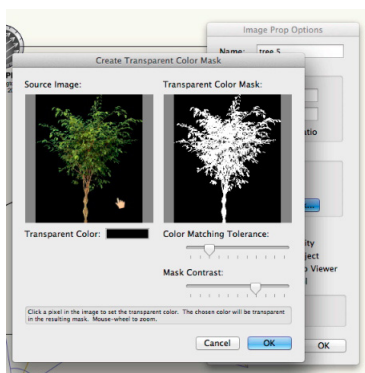 Image Prop Options
Name: tree 5
Create Transparent Color Mask
Source Image:
Transparent Color Mask:
Transparent Color:
Color Matching Tolerance:
Mask Contrast:
Click a pixel in the image to set the transparent color. The chosen color will be transparent
in the resulting mask. Mouse-wheel to zoom.
Cancel
OK
OK